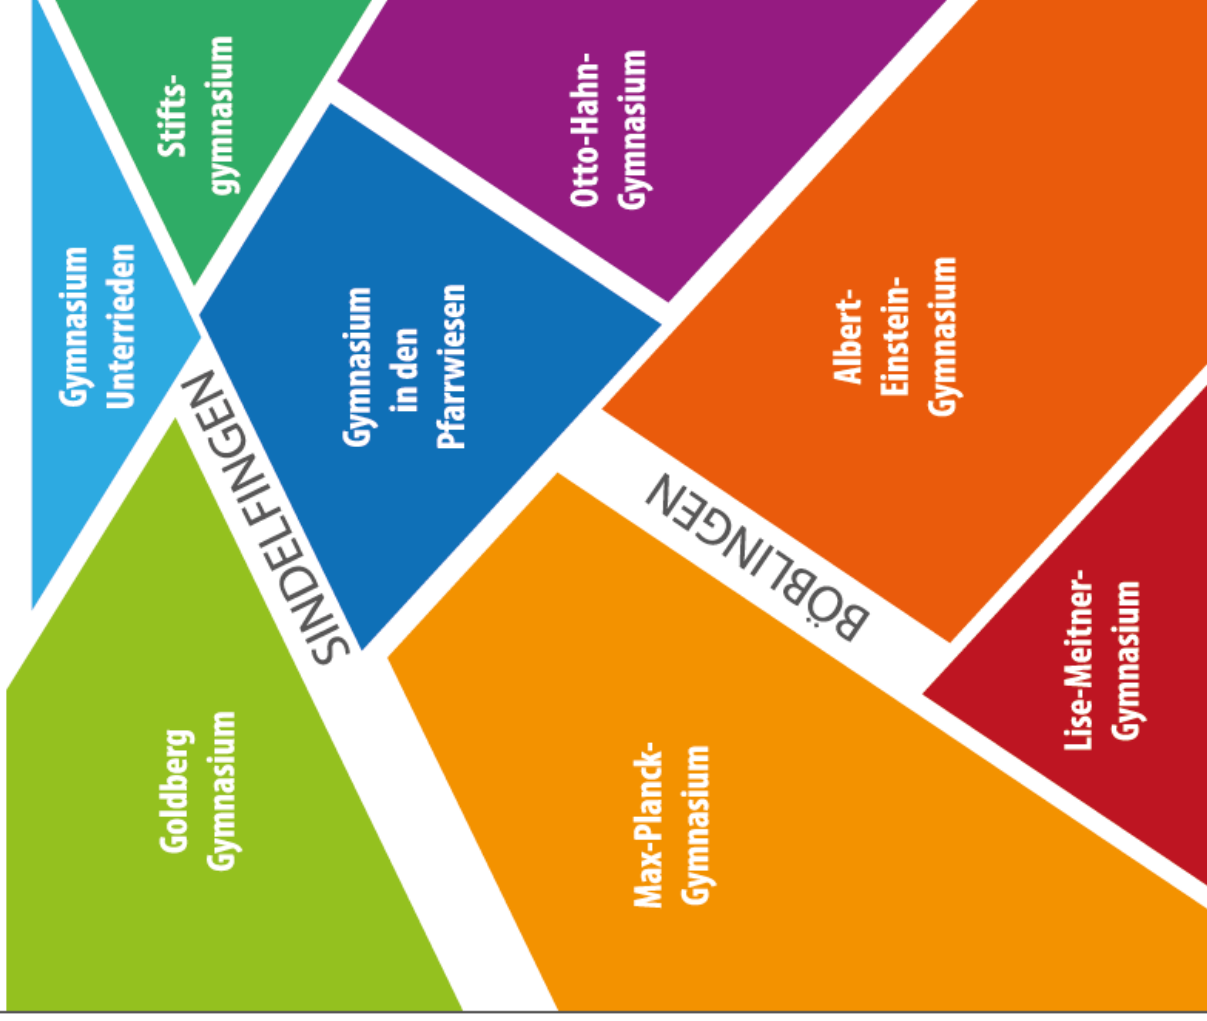 Gymnasium
Unterrieden
Stifts-
gymnasium
Goldberg
Gymnasium
SINDELFINGEN
Gymnasium
in den
Pfarrwiesen
Otto-Hahn-
Gymnasium
Max-Planck-
Gymnasium
BÖBLINGEN
Albert-
Einstein-
Gymnasium
Lise-Meitner-
Gymnasium